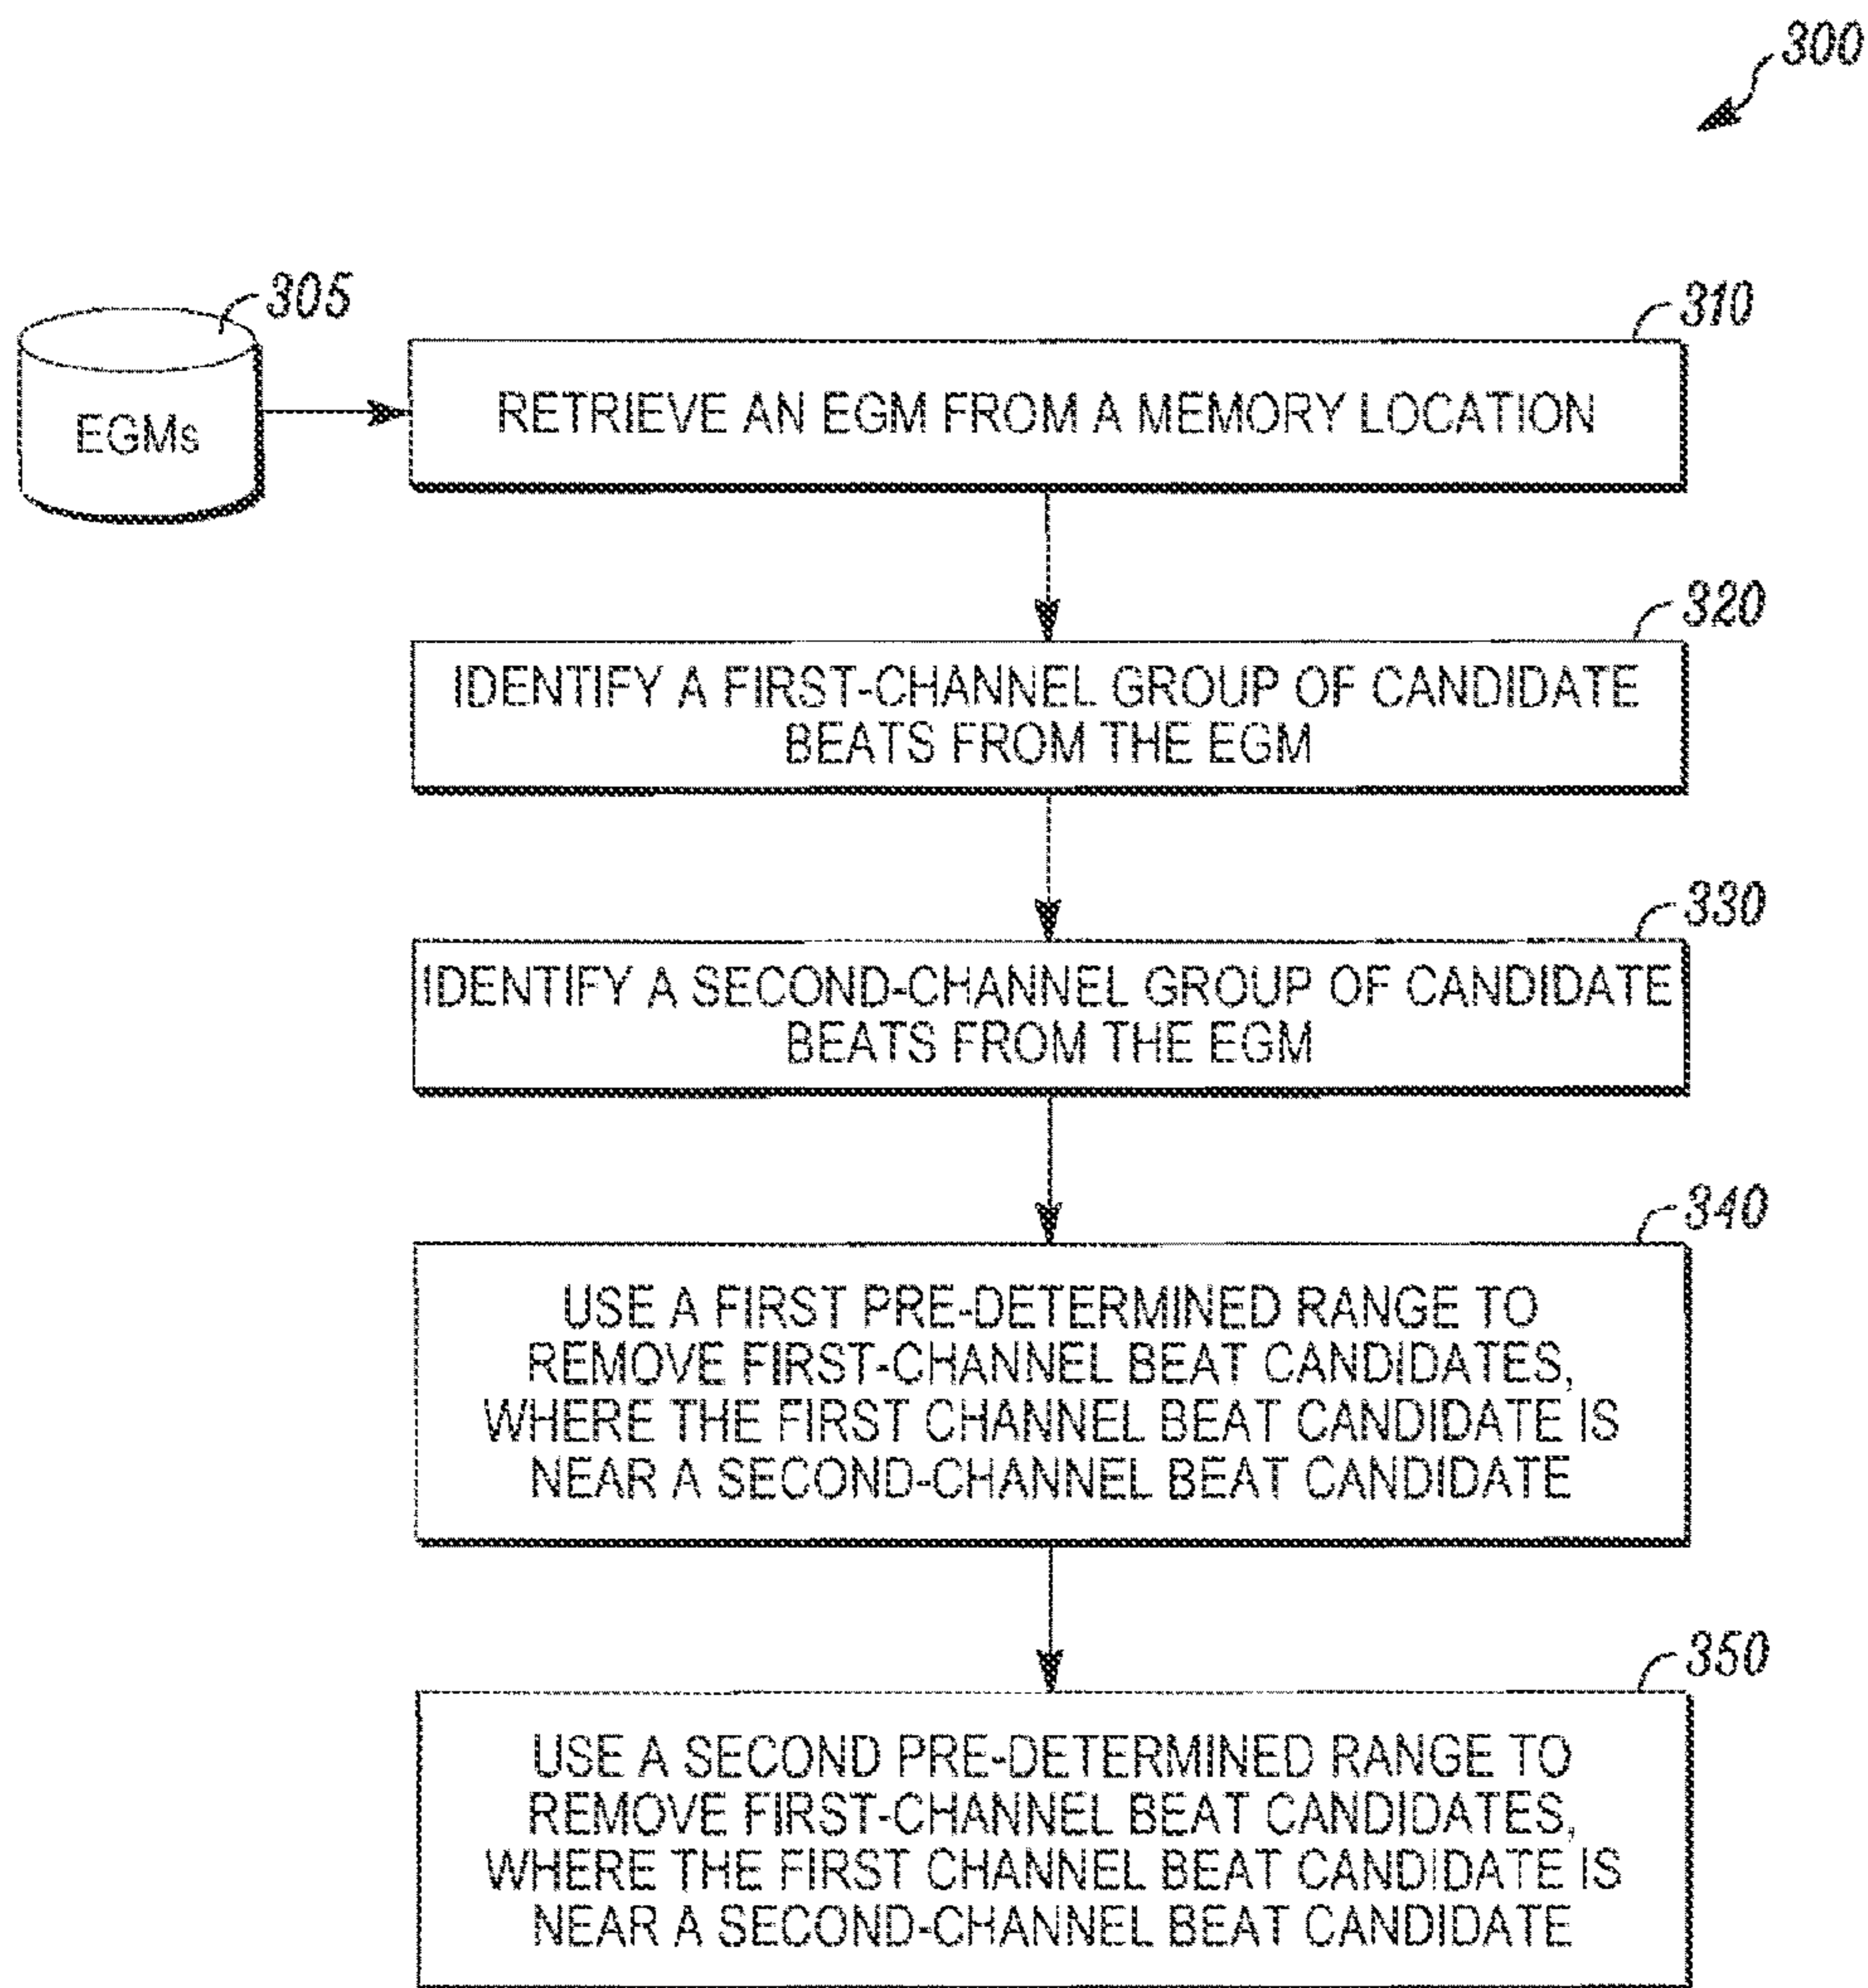 300
305
EGMs
310
RETRIEVE AN EGM FROM A MEMORY LOCATION
320
IDENTIFY A FIRST-CHANNEL GROUP OF CANDIDATE
BEATS FROM THE EGM
330
IDENTIFY A SECOND-CHANNEL GROUP OF CANDIDATE
BEATS FROM THE EGM
340
USE A FIRST PRE-DETERMINED RANGE TO
REMOVE FIRST-CHANNEL BEAT CANDIDATES,
WHERE THE FIRST CHANNEL BEAT CANDIDATE IS
NEAR A SECOND-CHANNEL BEAT CANDIDATE
350
USE A SECOND PRE-DETERMINED RANGE TO
REMOVE FIRST-CHANNEL BEAT CANDIDATES,
WHERE THE FIRST CHANNEL BEAT CANDIDATE IS
NEAR A SECOND-CHANNEL BEAT CANDIDATE